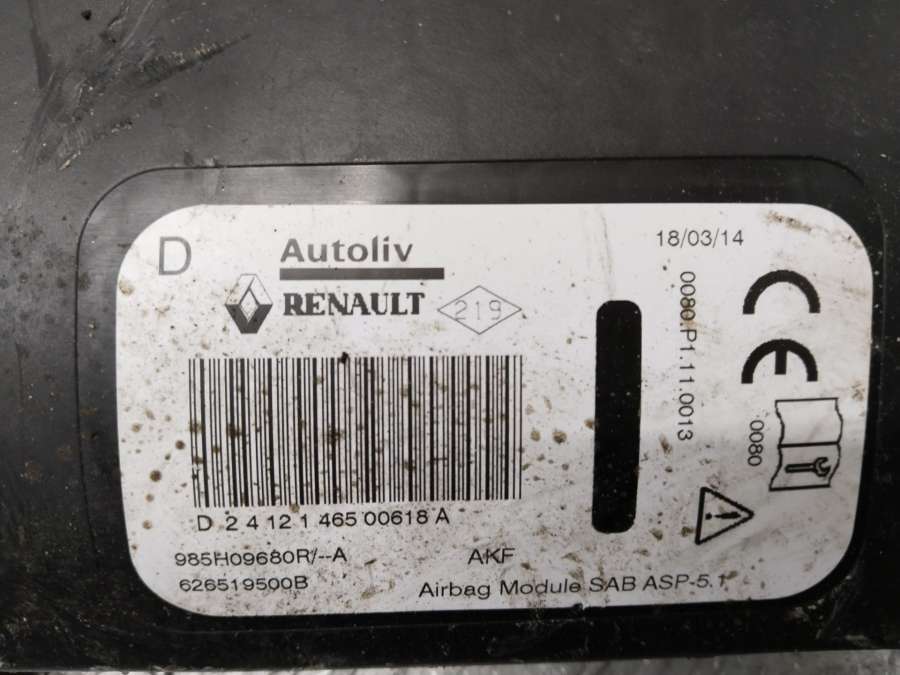 D
Autoliv
18/03/14
RENAULT
219
0080.P1.11.0013
CE
0080
D 2 4 12 1 465 00618 A
985H09680R/--A
AKF
626519500B
Airbag Module SAB ASP-5.1